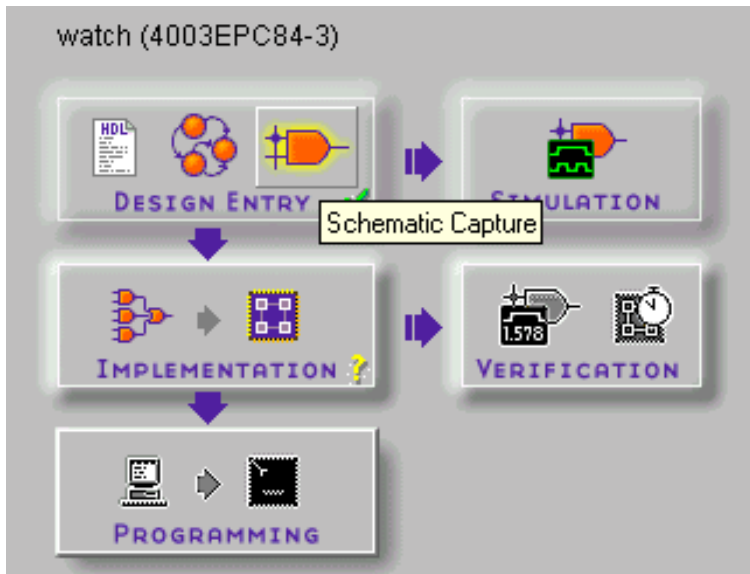 watch (4003EPC84-3)
HDL
DESIGN ENTRY
SIMULATION
Schematic Capture
IMPLEMENTATION ?
1.578
VERIFICATION
PROGRAMMING